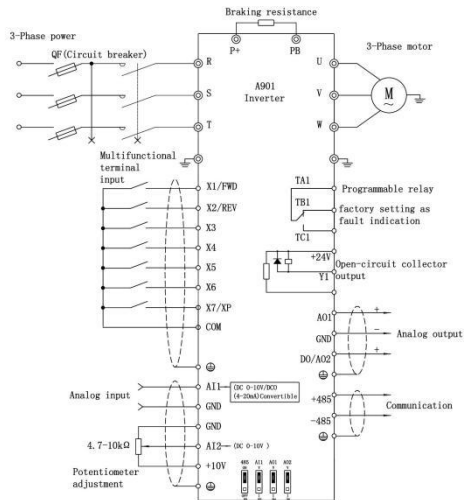 Braking resistance
3-Phase power
P+
PB
QF(Circuit breaker)
3-Phase motor
R
U
A901
Inverter
S
V
M
~
T
W
Multifunctional
terminal
input
X1/FWD
TA1
Programmable relay
X2/REV
TB1
factory setting as
fault indication
X3
TC1
X4
+24V
X5
Open-circuit collector
output
Y1
X6
X7/XP
AO1
+
COM
GND
-
Analog output
DO/AO2
+
Analog input
AI1
(DC 0-10V/DCO)
(4-20mA)Convertible
+485
Communication
GND
-485
GND
4.7-10kΩ
AI2
(DC 0-10V )
+10V
Potentiometer
adjustment
485 AI1 AO1 AO2